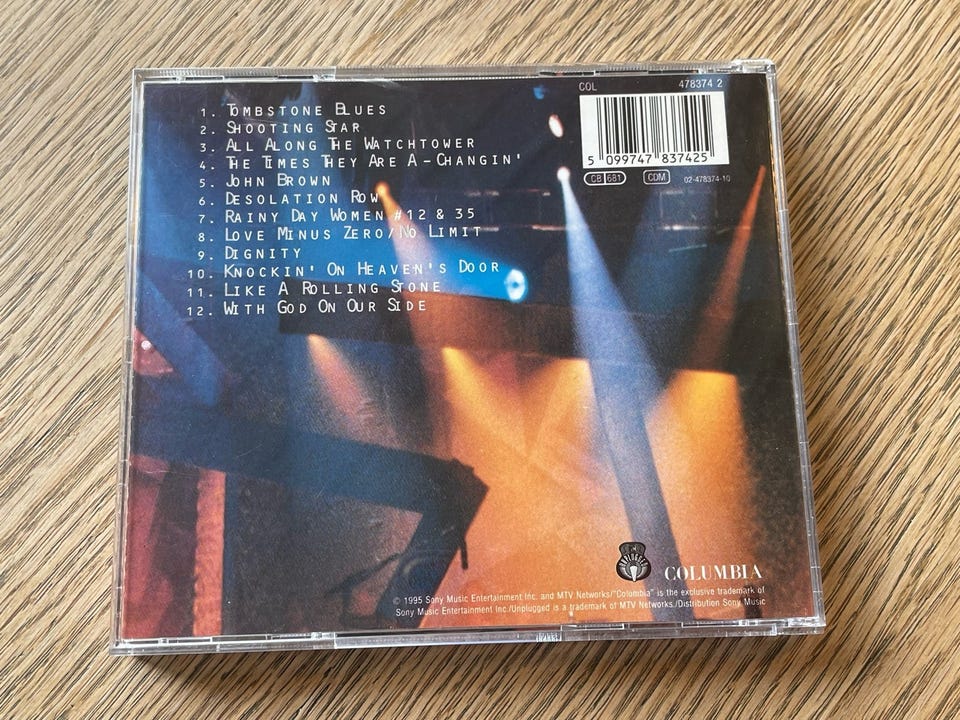 COL 478374 2
5 099747 837425
CB 681 CDM 02-478374-10
1. TOMBSTONE BLUES
2. SHOOTING STAR
3. ALL ALONG THE WATCHTOWER
4. THE TIMES THEY ARE A-CHANGIN'
5. JOHN BROWN
6. DESOLATION ROW
7. RAINY DAY WOMEN #12 & 35
8. LOVE MINUS ZERO/NO LIMIT
9. DIGNITY
10. KNOCKIN' ON HEAVEN'S DOOR
11. LIKE A ROLLING STONE
12. WITH GOD ON OUR SIDE
UNPLUGGED
COLUMBIA
© 1995 Sony Music Entertainment Inc. and MTV Networks/"Columbia" is the exclusive trademark of
Sony Music Entertainment Inc./Unplugged is a trademark of MTV Networks./Distribution Sony Music